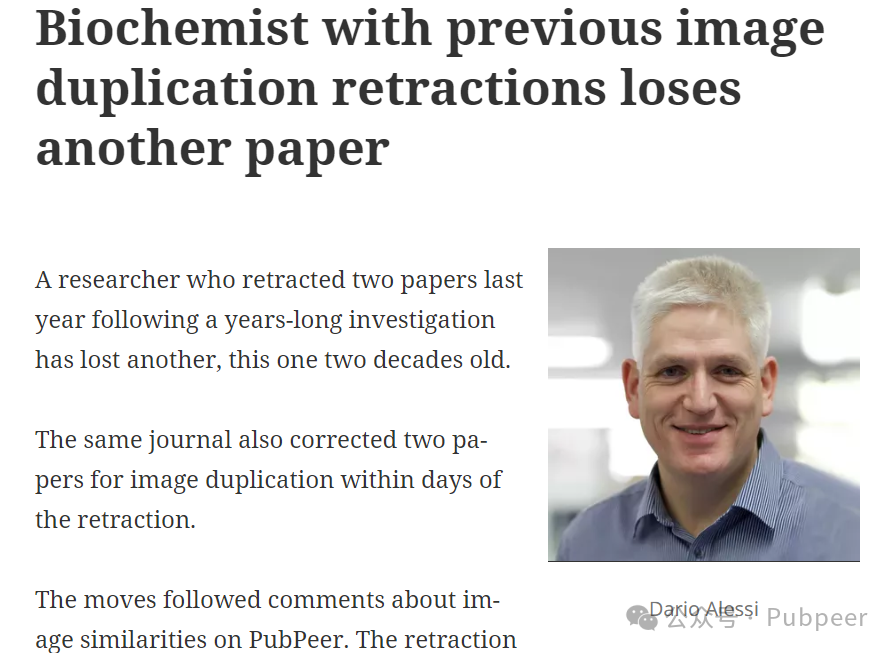 Biochemist with previous image
duplication retractions loses
another paper
A researcher who retracted two papers last
year following a years-long investigation
has lost another, this one two decades old.
The same journal also corrected two pa-
pers for image duplication within days of
the retraction.
The moves followed comments about im-
age similarities on PubPeer. The retraction
Dario Alessi
公众号 · Pubpeer